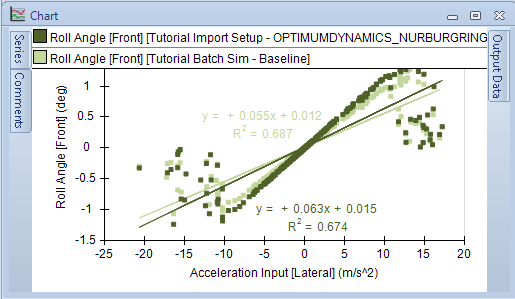 Chart
Series
Comments
Output Data
Roll Angle [Front] [Tutorial Import Setup - OPTIMUMDYNAMICS_NURBURGRING
Roll Angle [Front] [Tutorial Batch Sim - Baseline]
Roll Angle [Front] (deg)
1
0.5
0
-0.5
-1
-1.5
y = + 0.055x + 0.012
R² = 0.687
y = + 0.063x + 0.015
R² = 0.674
-25 -20 -15 -10 -5 0 5 10 15 20
Acceleration Input [Lateral] (m/s^2)